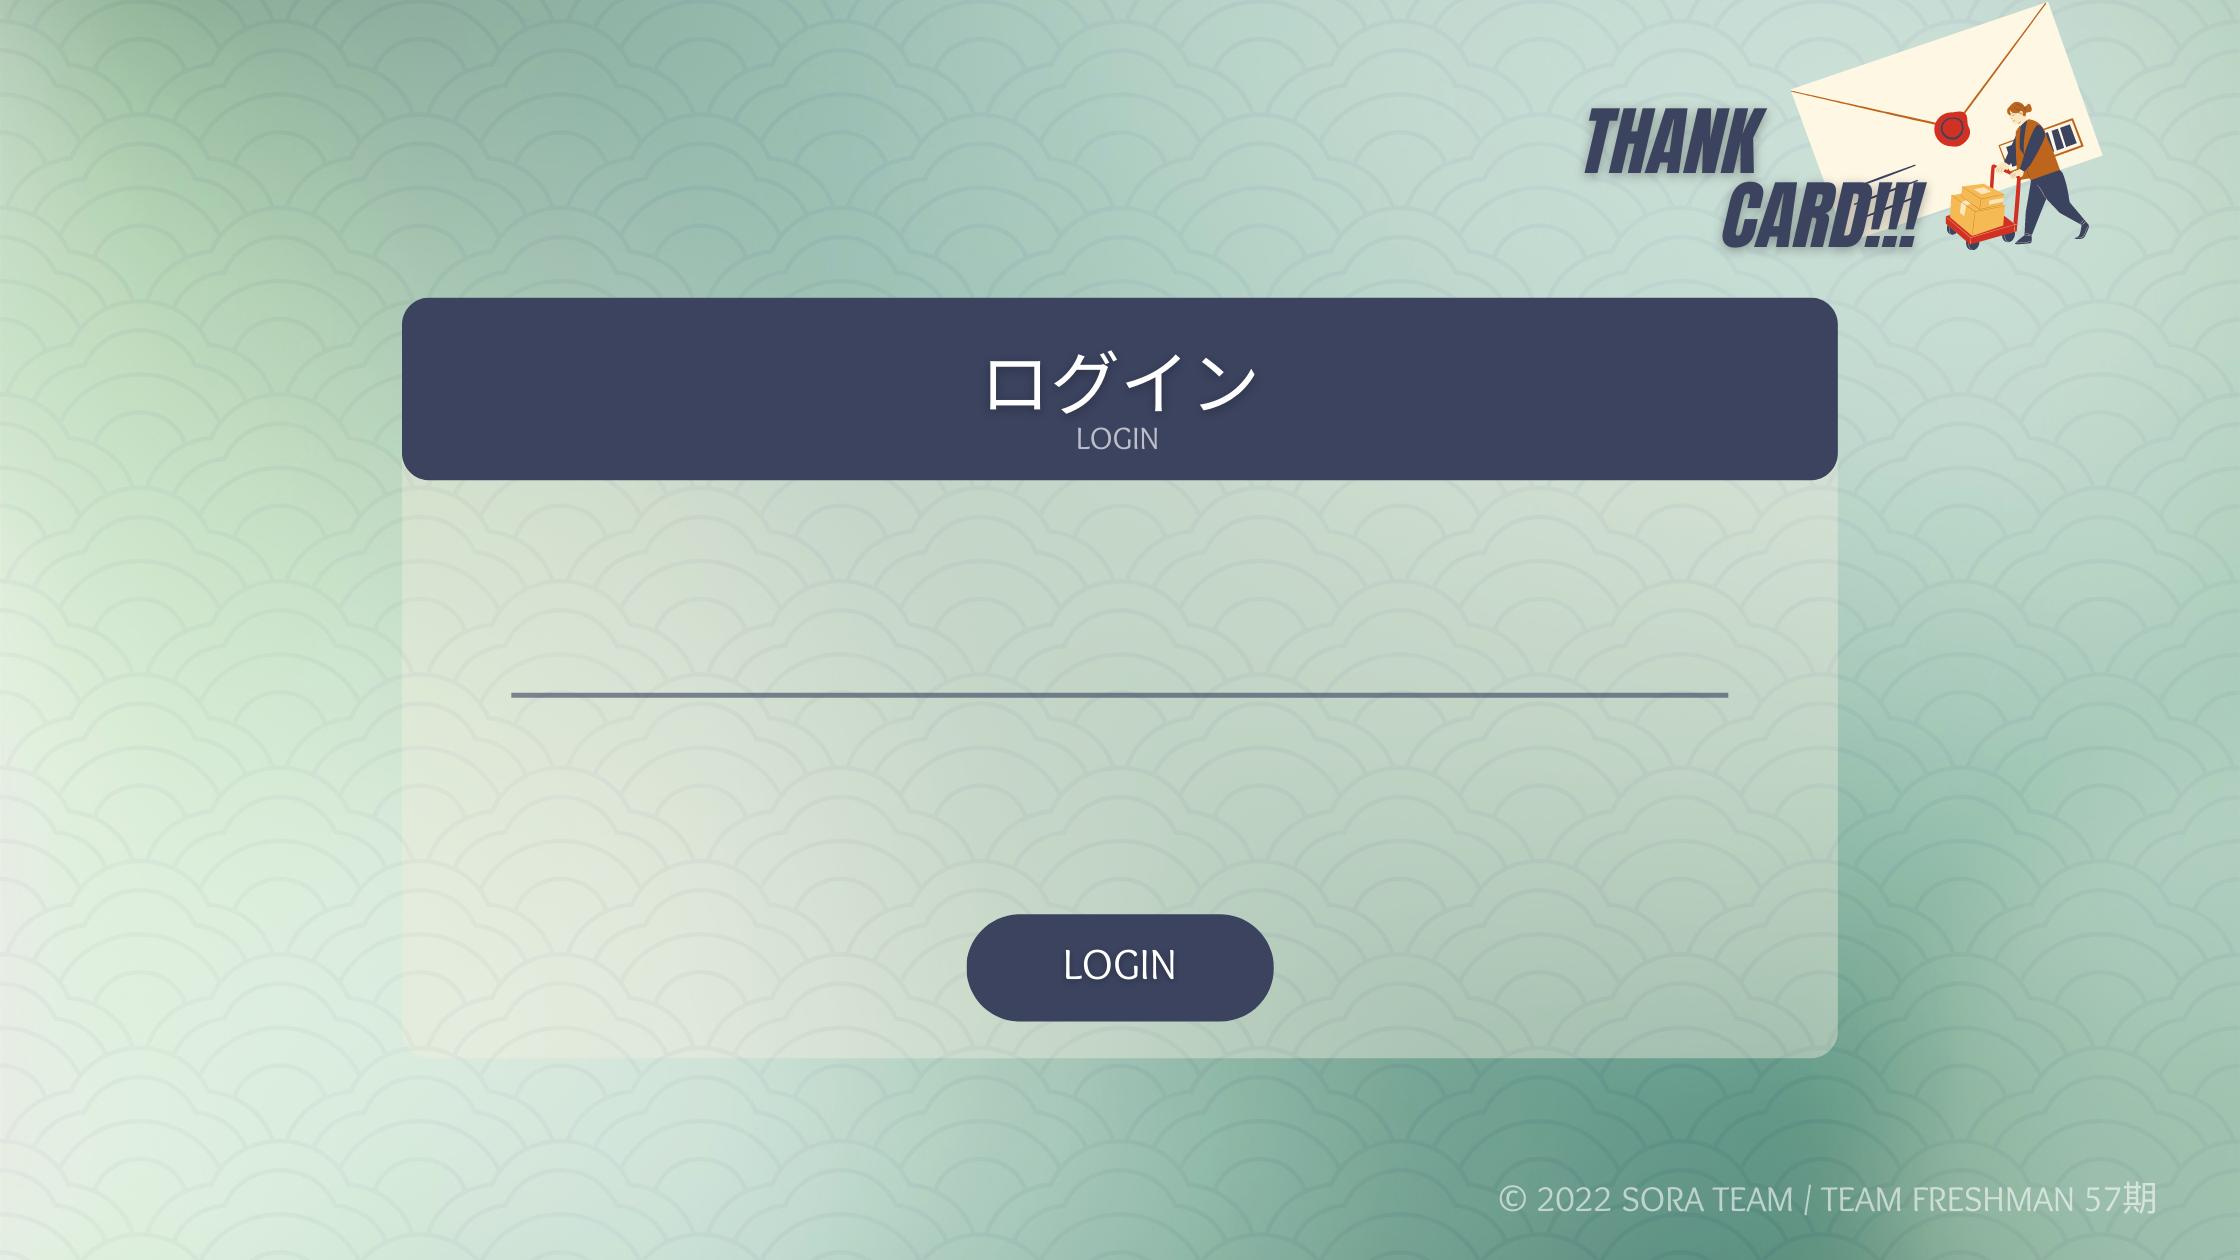 THANK
CARD!!!
ログイン
LOGIN
LOGIN
© 2022 SORA TEAM / TEAM FRESHMAN 57期